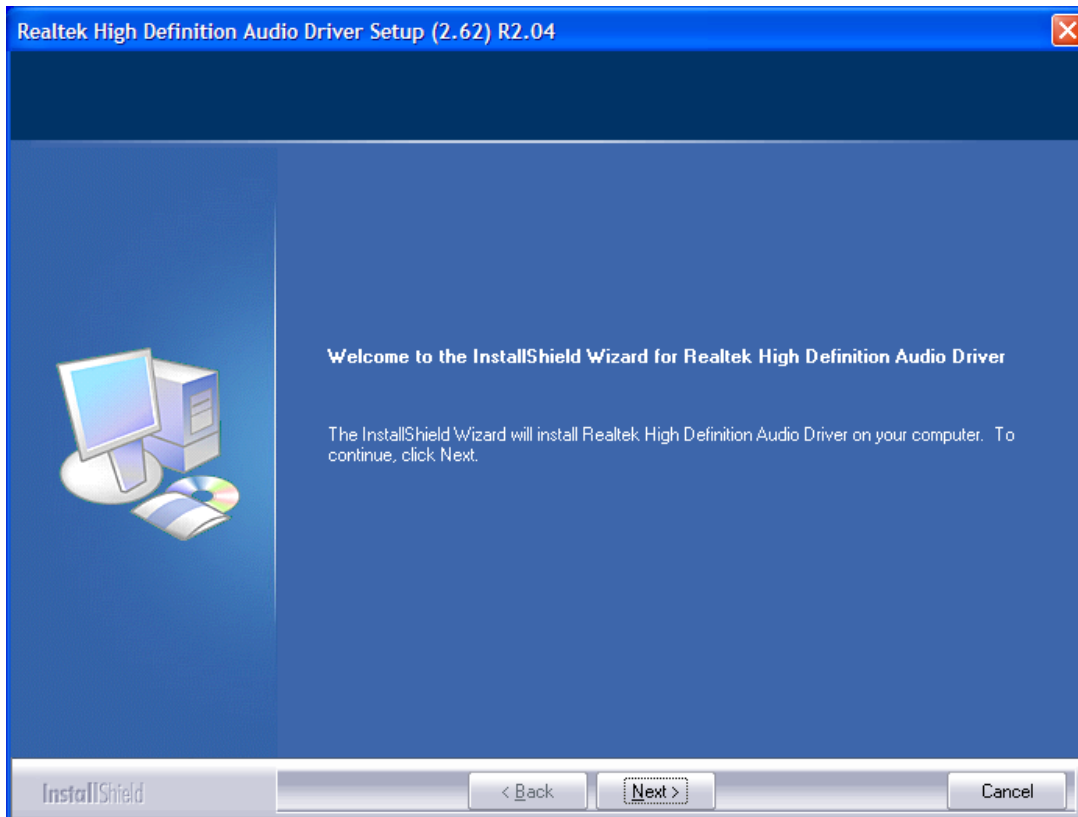 Realtek High Definition Audio Driver Setup (2.62) R2.04
Welcome to the InstallShield Wizard for Realtek High Definition Audio Driver
The InstallShield Wizard will install Realtek High Definition Audio Driver on your computer. To
continue, click Next.
InstallShield
< Back
Next >
Cancel